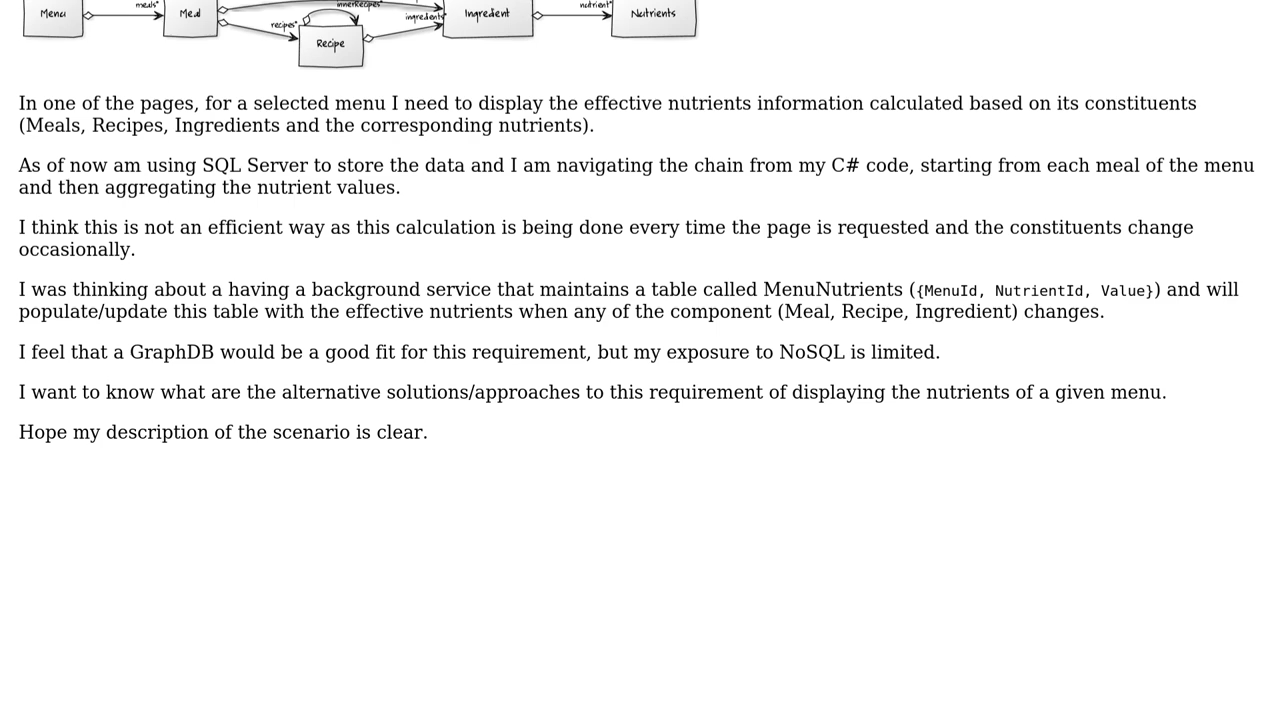 meals*
innerRecipes*
nutrient*
Menu
Meal
recipes*
ingredients*
Ingredient
Nutrients
Recipe
In one of the pages, for a selected menu I need to display the effective nutrients information calculated based on its constituents
(Meals, Recipes, Ingredients and the corresponding nutrients).
As of now am using SQL Server to store the data and I am navigating the chain from my C# code, starting from each meal of the menu
and then aggregating the nutrient values.
I think this is not an efficient way as this calculation is being done every time the page is requested and the constituents change
occasionally.
I was thinking about a having a background service that maintains a table called MenuNutrients ({MenuId, NutrientId, Value}) and will
populate/update this table with the effective nutrients when any of the component (Meal, Recipe, Ingredient) changes.
I feel that a GraphDB would be a good fit for this requirement, but my exposure to NoSQL is limited.
I want to know what are the alternative solutions/approaches to this requirement of displaying the nutrients of a given menu.
Hope my description of the scenario is clear.